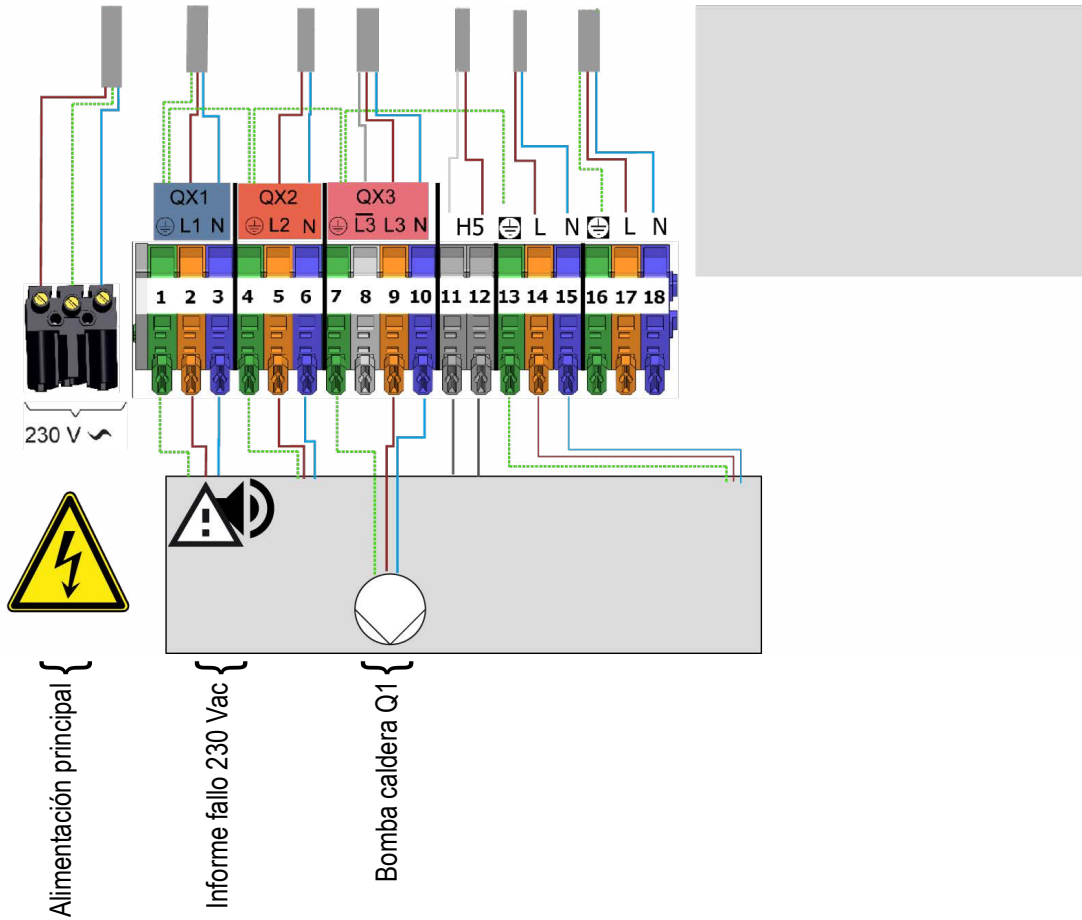 QX1
QX2
QX3
L1 N
L2 N
L3 L3 N
H5
L N
L N
1 2 3 4 5 6 7 8 9 10 11 12 13 14 15 16 17 18
230 V
Alimentación principal
Informe fallo 230 Vac
Bomba caldera Q1